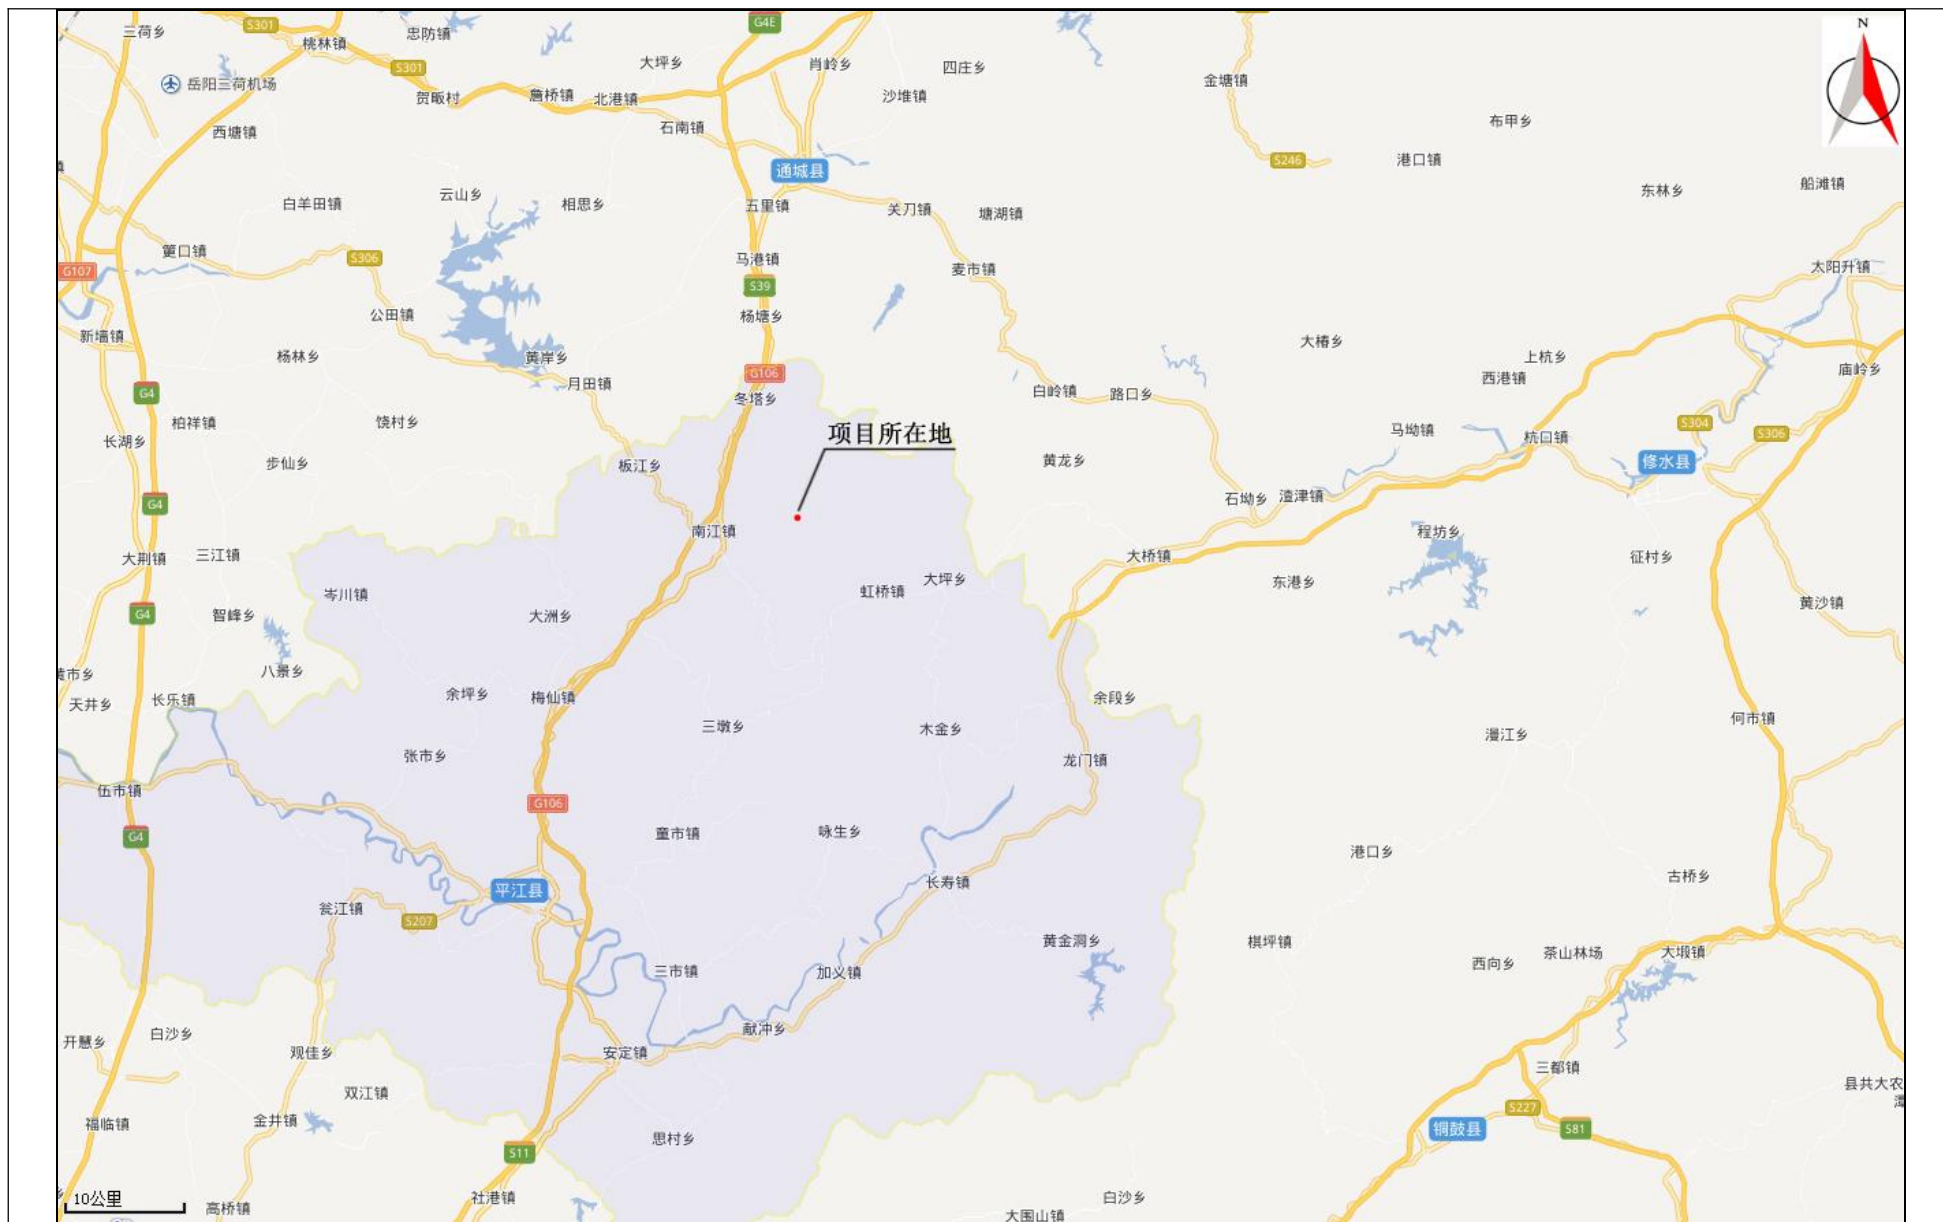 三荷乡
S301
桃林镇
忠防镇
G4E
N
岳阳三荷机场
S301
贺畈村
詹桥镇
北港镇
大坪乡
肖岭乡
四庄乡
沙堆镇
金塘镇
西塘镇
石南镇
布甲乡
港口镇
S246
通城县
船滩镇
东林乡
白羊田镇
云山乡
相思乡
五里镇
关刀镇
塘湖镇
筻口镇
S306
马港镇
麦市镇
太阳升镇
G107
S39
公田镇
杨塘乡
新墙镇
杨林乡
黄岸乡
大椿乡
上杭乡
西港镇
庙岭乡
G4
月田镇
G106
冬塔乡
白岭镇
路口乡
柏祥镇
饶村乡
项目所在地
马坳镇
杭口镇
S304
S306
长湖乡
步仙乡
板江乡
黄龙乡
修水县
G4
石坳乡
渣津镇
南江镇
程坊乡
大荆镇
三江镇
大桥镇
征村乡
岑川镇
大坪乡
虹桥镇
东港乡
黄沙镇
G4
智峰乡
大洲乡
黄市乡
八景乡
天井乡
长乐镇
余坪乡
梅仙镇
余段乡
三墩乡
木金乡
漫江乡
何市镇
张市乡
龙门镇
伍市镇
G106
G4
童市镇
咏生乡
港口乡
平江县
长寿镇
古桥乡
瓮江镇
S207
黄金洞乡
棋坪镇
三市镇
加义镇
西向乡
茶山林场
大塅镇
开慧乡
白沙乡
献冲乡
观佳乡
安定镇
双江镇
三都镇
县共大农
福临镇
金井镇
S227
S81
铜鼓县
思村乡
S11
10公里
高桥镇
社港镇
白沙乡
大围山镇